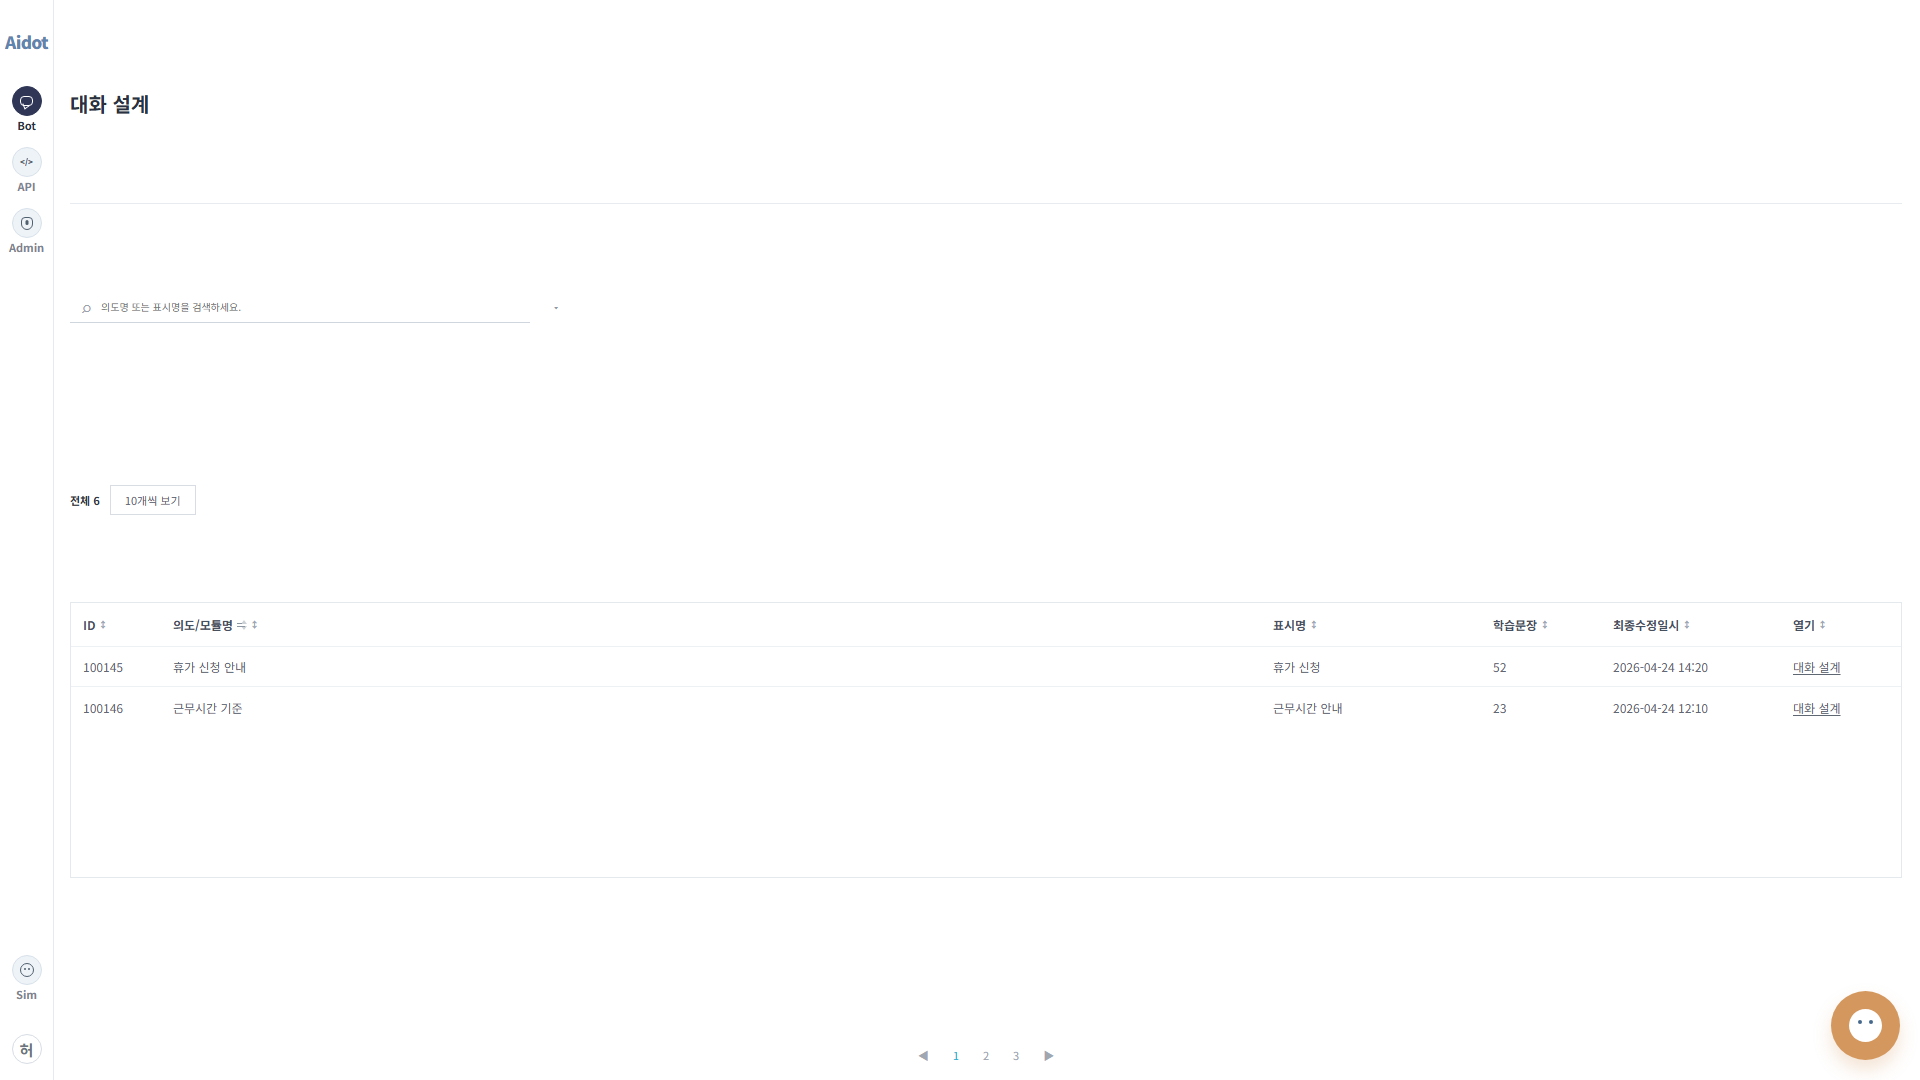 Aidot
Bot
</>
API
Admin
대화 설계
의도명 또는 표시명을 검색하세요.
전체 6 10개씩 보기
ID 의도/모듈명 표시명 학습문장 최종수정일시 열기
100145 휴가 신청 안내 휴가 신청 52 2026-04-24 14:20 대화 설계
100146 근무시간 기준 근무시간 안내 23 2026-04-24 12:10 대화 설계
Sim
허
1 2 3